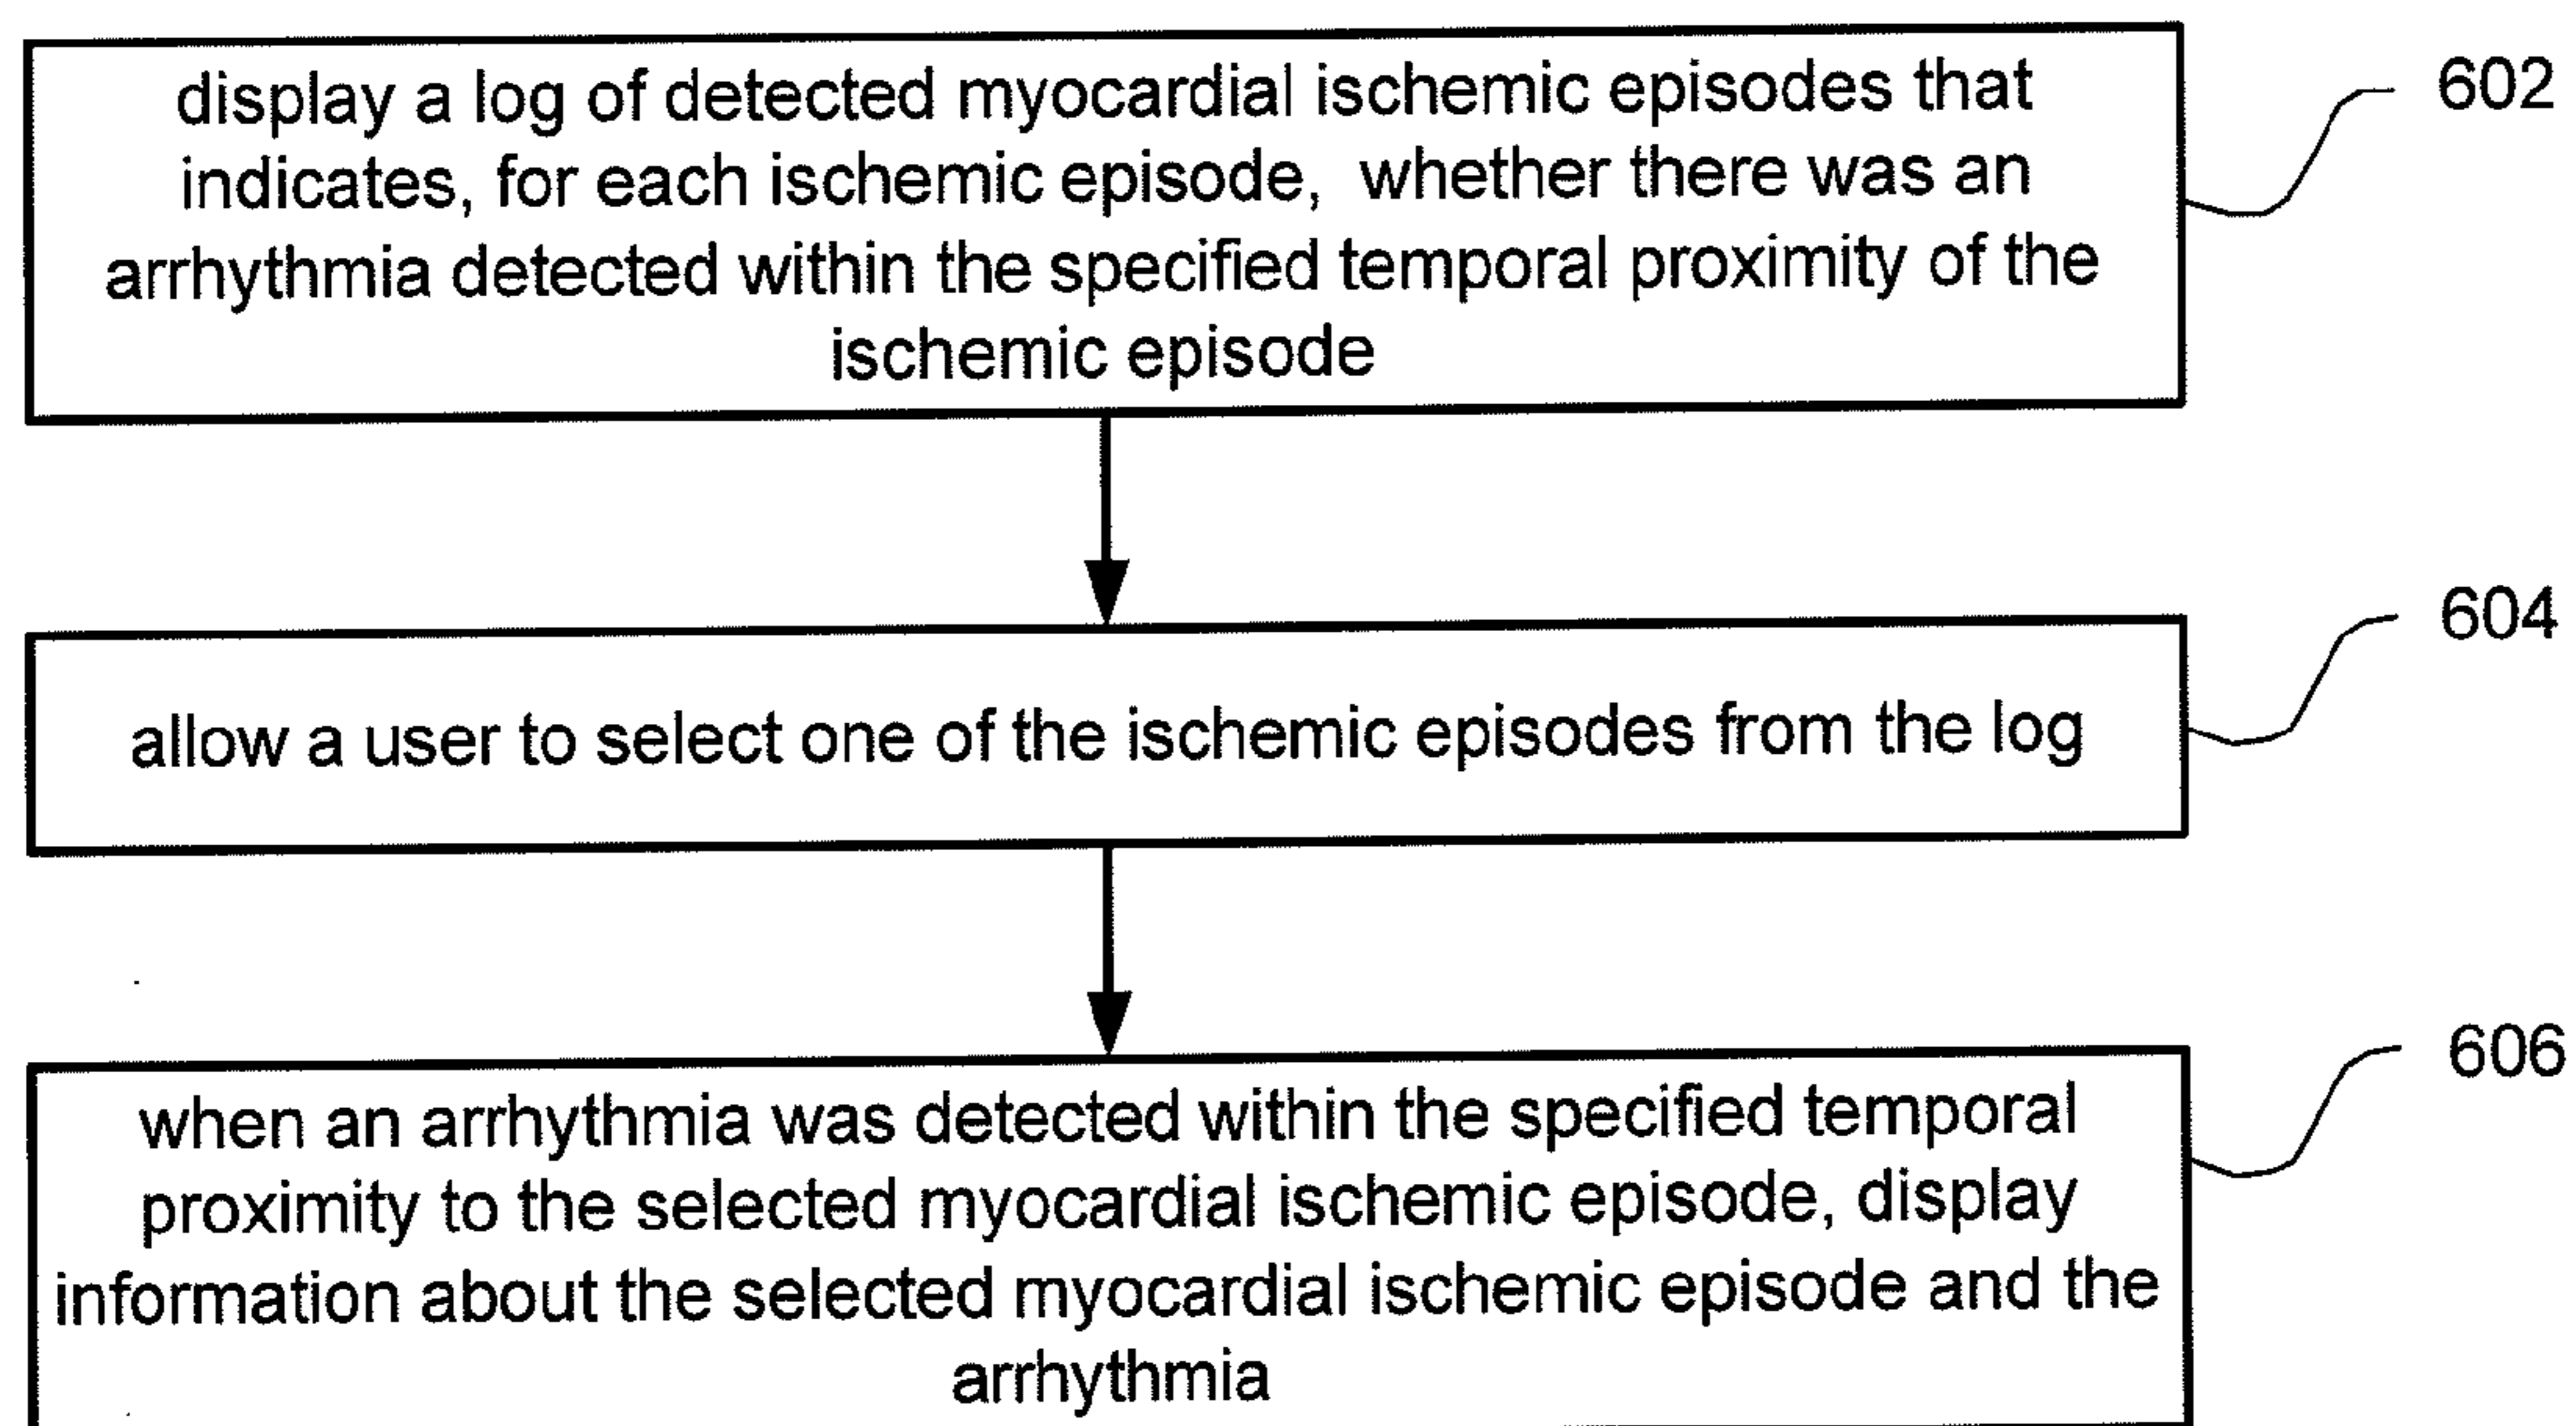 display a log of detected myocardial ischemic episodes that
indicates, for each ischemic episode, whether there was an
arrhythmia detected within the specified temporal proximity of the
ischemic episode
602
allow a user to select one of the ischemic episodes from the log
604
when an arrhythmia was detected within the specified temporal
proximity to the selected myocardial ischemic episode, display
information about the selected myocardial ischemic episode and the
arrhythmia
606